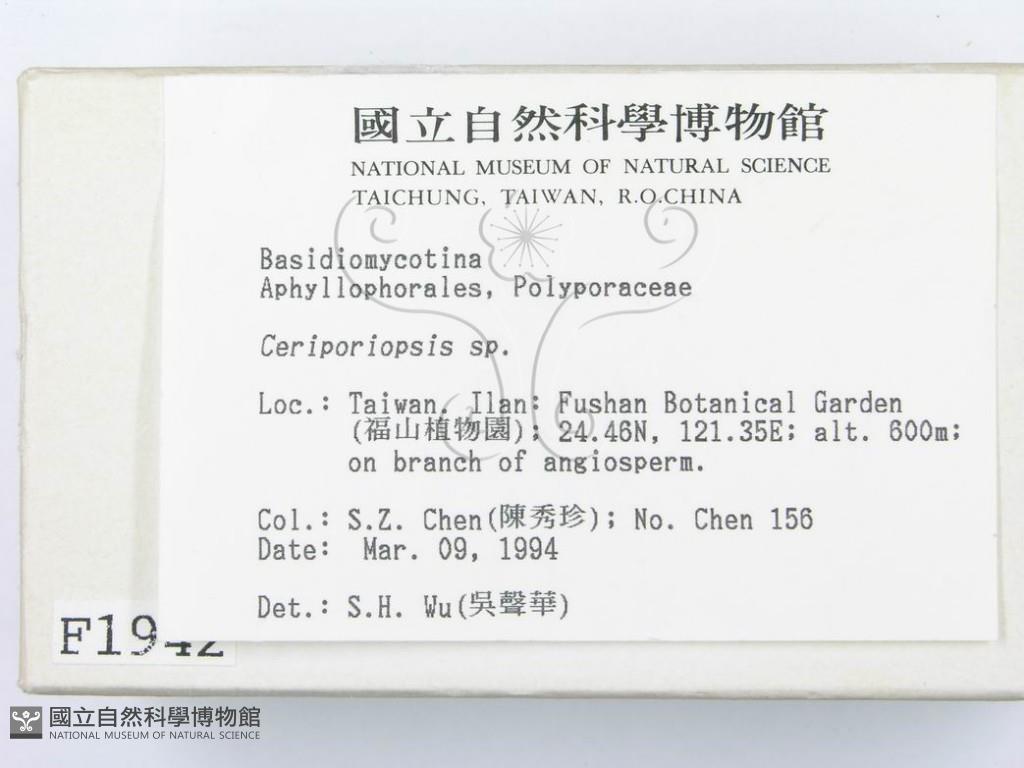 國立自然科學博物館
NATIONAL MUSEUM OF NATURAL SCIENCE
TAICHUNG, TAIWAN, R.O.CHINA
Basidiomycotina
Aphyllophorales, Polyporaceae
Ceriporiopsis sp.
Loc.: Taiwan. Ilan: Fushan Botanical Garden
(福山植物園); 24.46N, 121.35E; alt. 600m;
on branch of angiosperm.
Col.: S.Z. Chen(陳秀珍); No. Chen 156
Date: Mar. 09, 1994
Det.: S.H. Wu(吳聲華)
F1942
國立自然科學博物館
NATIONAL MUSEUM OF NATURAL SCIENCE